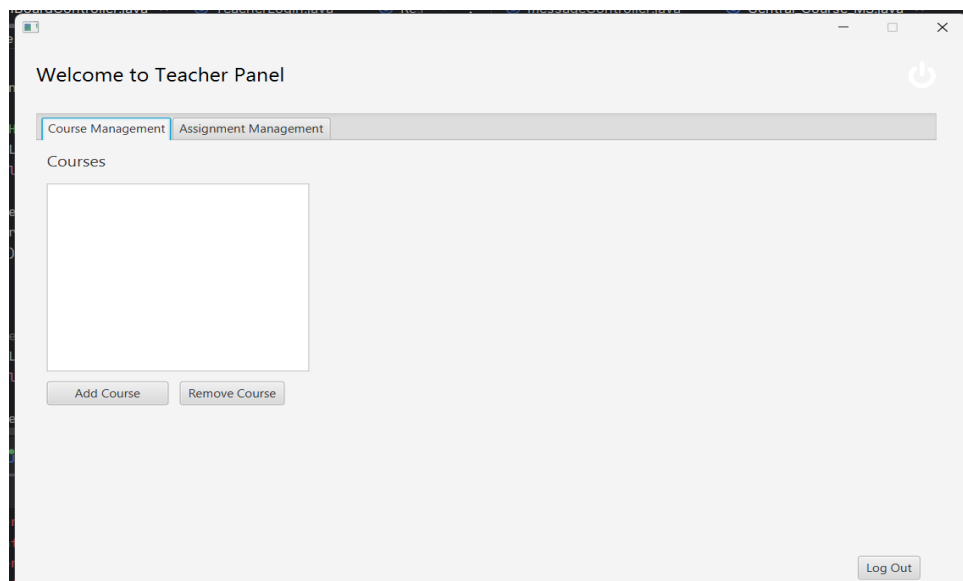 Welcome to Teacher Panel
Course Management Assignment Management
Courses
Add Course Remove Course
Log Out